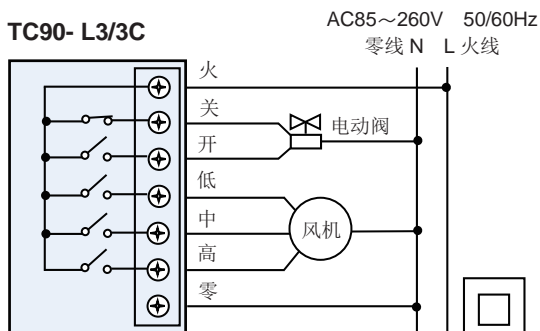 TC90- L3/3C
AC85～260V 50/60Hz
零线 N L 火线
火
关
开
电动阀
低
中
高
风机
零